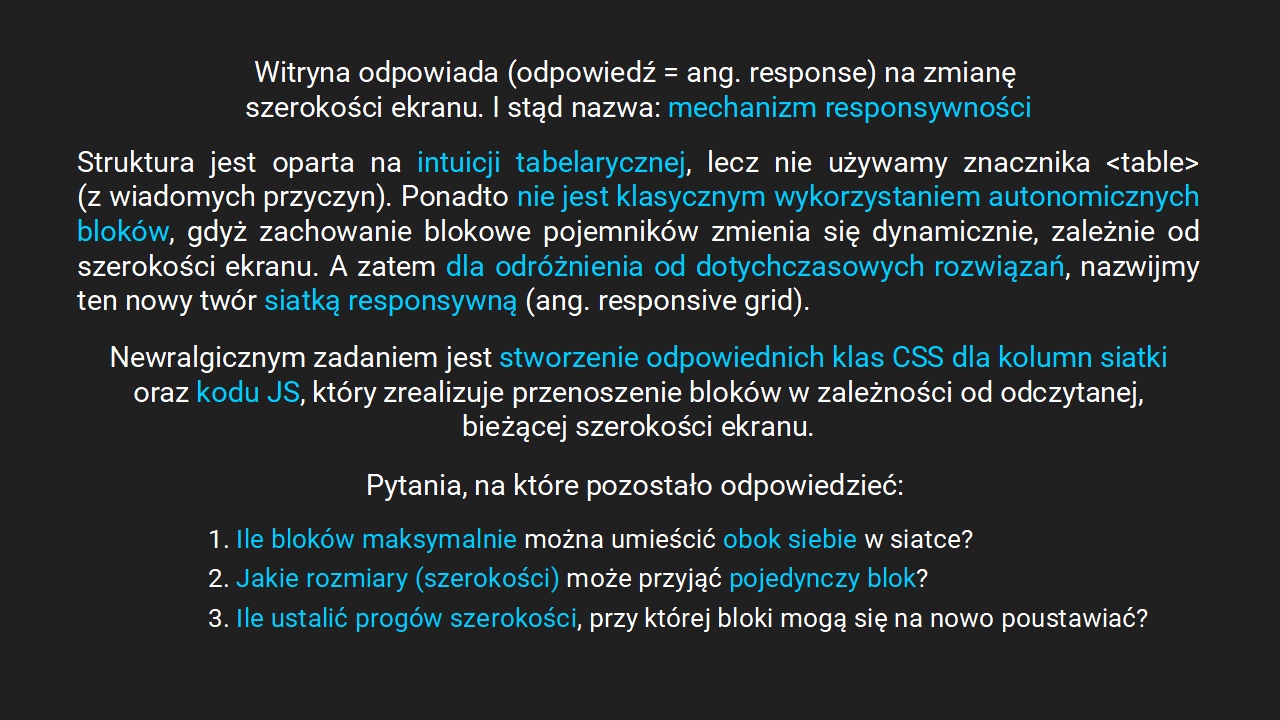 Witryna odpowiada (odpowiedź = ang. response) na zmianę
szerokości ekranu. I stąd nazwa: mechanizm responsywności
Struktura jest oparta na intuicji tabelarycznej, lecz nie używamy znacznika <table>
(z wiadomych przyczyn). Ponadto nie jest klasycznym wykorzystaniem autonomicznych
bloków, gdyż zachowanie blokowe pojemników zmienia się dynamicznie, zależnie od
szerokości ekranu. A zatem dla odróżnienia od dotychczasowych rozwiązań, nazwijmy
ten nowy twór siatką responsywną (ang. responsive grid).
Newralgicznym zadaniem jest stworzenie odpowiednich klas CSS dla kolumn siatki
oraz kodu JS, który zrealizuje przenoszenie bloków w zależności od odczytanej,
bieżącej szerokości ekranu.
Pytania, na które pozostało odpowiedzieć:
1. Ile bloków maksymalnie można umieścić obok siebie w siatce?
2. Jakie rozmiary (szerokości) może przyjąć pojedynczy blok?
3. Ile ustalić progów szerokości, przy której bloki mogą się na nowo poustawiać?